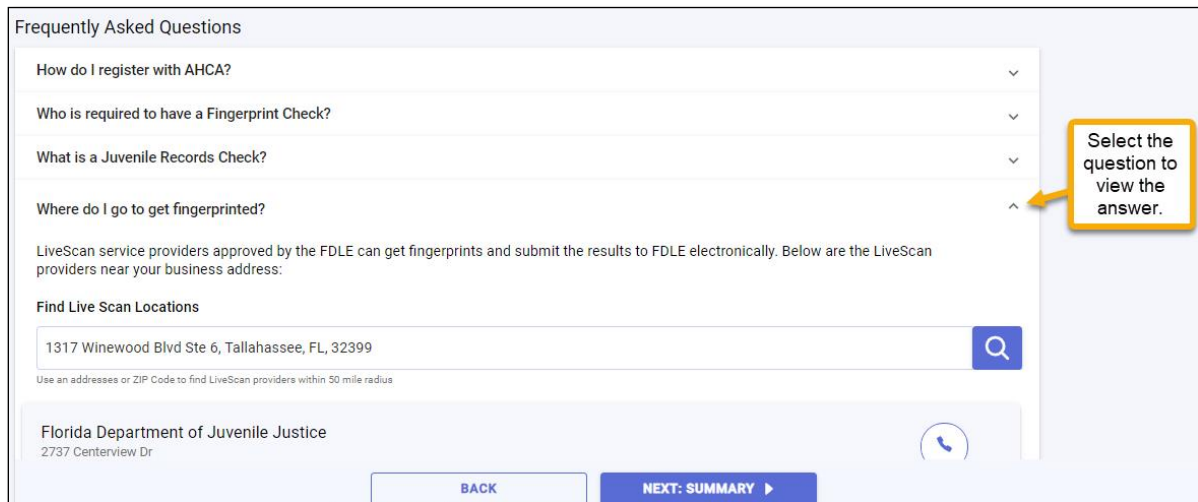 Frequently Asked Questions
How do I register with AHCA?
Who is required to have a Fingerprint Check?
What is a Juvenile Records Check?
Where do I go to get fingerprinted?
Select the
question to
view the
answer.
LiveScan service providers approved by the FDLE can get fingerprints and submit the results to FDLE electronically. Below are the LiveScan
providers near your business address:
Find Live Scan Locations
1317 Winewood Blvd Ste 6, Tallahassee, FL, 32399
Use an addresses or ZIP Code to find LiveScan providers within 50 mile radius
Florida Department of Juvenile Justice
2737 Centerview Dr
BACK
NEXT: SUMMARY